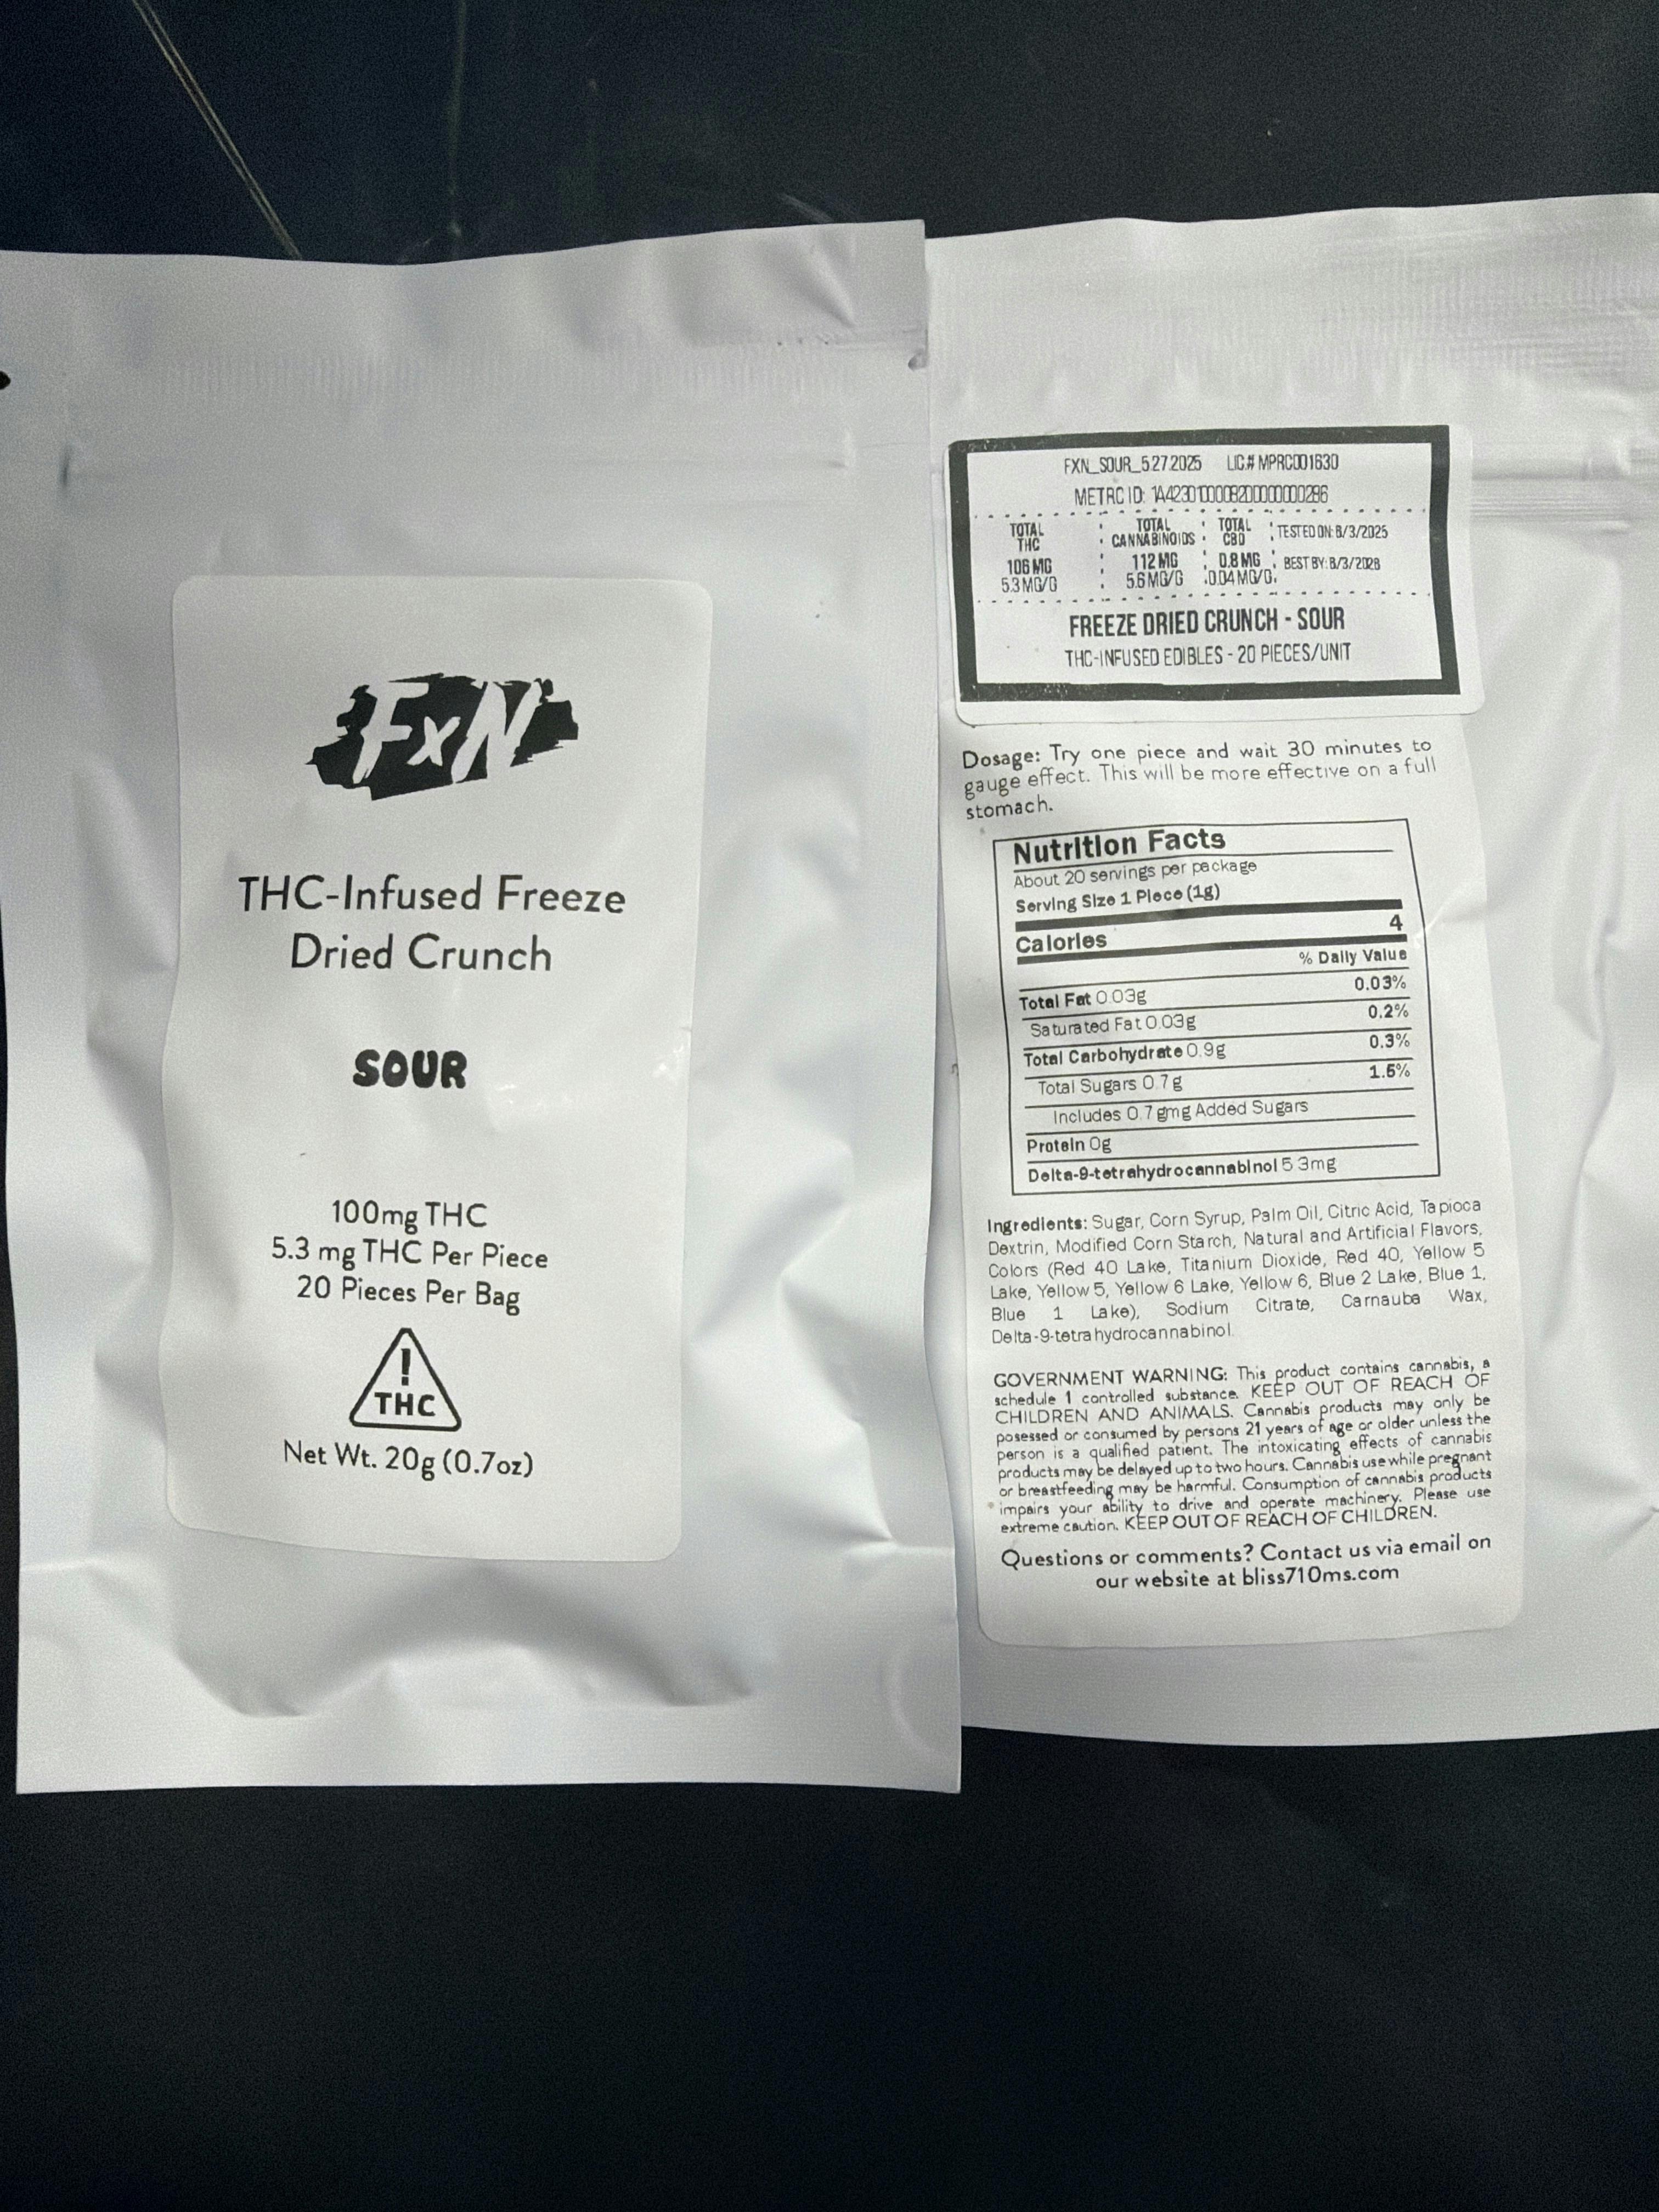 FxN
THC-Infused Freeze
Dried Crunch
SOUR
100mg THC
5.3 mg THC Per Piece
20 Pieces Per Bag
!
THC
Net Wt. 20g (0.7oz)
FXN_SOUR_5.27.2025 LIC# MPRC001630
METRC ID:
TOTAL THC
106 MG
5.3 MG/G
TOTAL CANNABINOIDS
112 MG
5.6 MG/G
TOTAL CBD
0.8 MG
0.04 MG/G
TESTED ON:
BEST BY:
FREEZE DRIED CRUNCH - SOUR
THC-INFUSED EDIBLES - 20 PIECES/UNIT
Dosage: Try one piece and wait 30 minutes to
gauge effect. This will be more effective on a full
stomach.
Nutrition Facts
About 20 servings per package
Serving Size 1 Piece (1g)
Calories 4
% Daily Value
Total Fat 0.03g 0.03%
Saturated Fat 0.03g 0.2%
Total Carbohydrate 0.9g 0.3%
Total Sugars 0.7g 1.5%
Includes 0.7gmg Added Sugars
Protein 0g
Delta-9-tetrahydrocannabinol 5.3mg
Ingredients: Sugar, Corn Syrup, Palm Oil, Citric Acid, Tapioca
Dextrin, Modified Corn Starch, Natural and Artificial Flavors,
Colors (Red 40 Lake, Titanium Dioxide, Red 40, Yellow 5
Lake, Yellow 5, Yellow 6 Lake, Yellow 6, Blue 2 Lake, Blue 1,
Blue 1 Lake), Sodium Citrate, Carnauba Wax,
Delta-9-tetrahydrocannabinol.
GOVERNMENT WARNING: This product contains cannabis, a
schedule 1 controlled substance. KEEP OUT OF REACH OF
CHILDREN AND ANIMALS. Cannabis products may only be
posessed or consumed by persons 21 years of age or older unless the
person is a qualified patient. The intoxicating effects of cannabis
products may be delayed up to two hours. Cannabis use while pregnant
or breastfeeding may be harmful. Consumption of cannabis products
impairs your ability to drive and operate machinery. Please use
extreme caution. KEEP OUT OF REACH OF CHILDREN.
Questions or comments? Contact us via email on
our website at bliss710ms.com